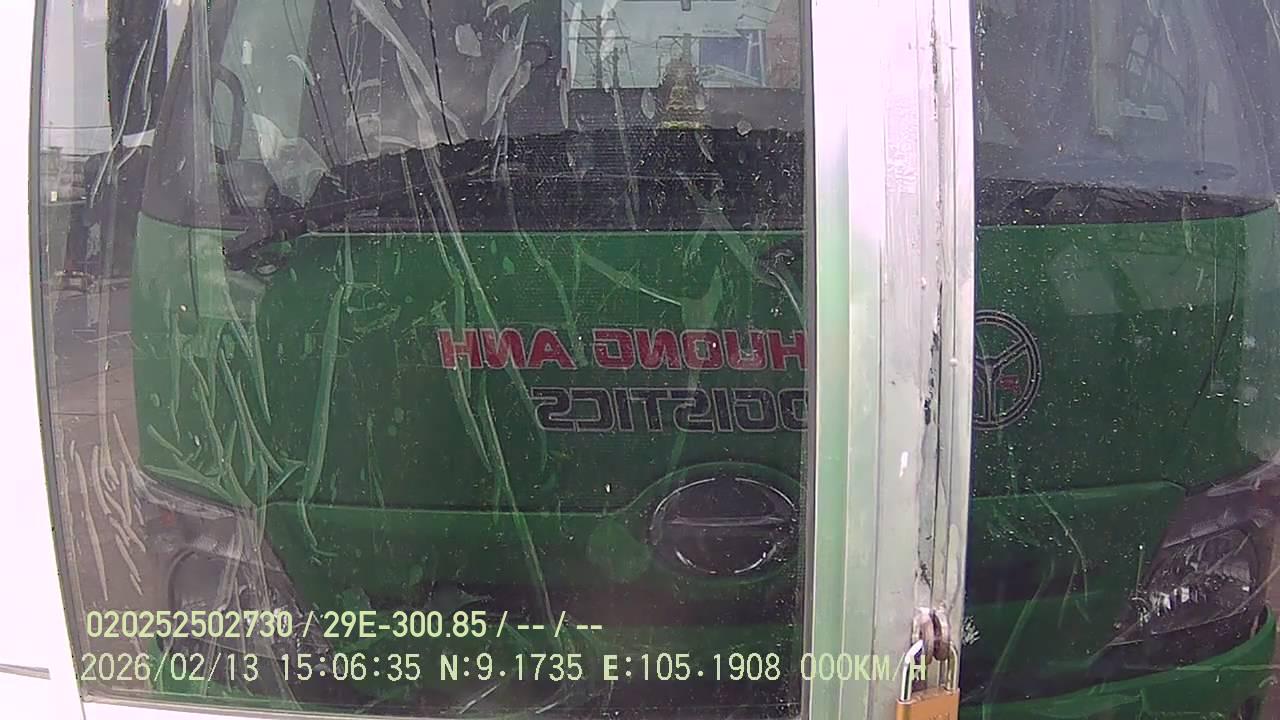 HUONG ANH
OGISTICS
020252502730 / 29E-300.85 / -- / --
2026/02/13 15:06:35 N:9.1735 E:105.1908 000KM/H